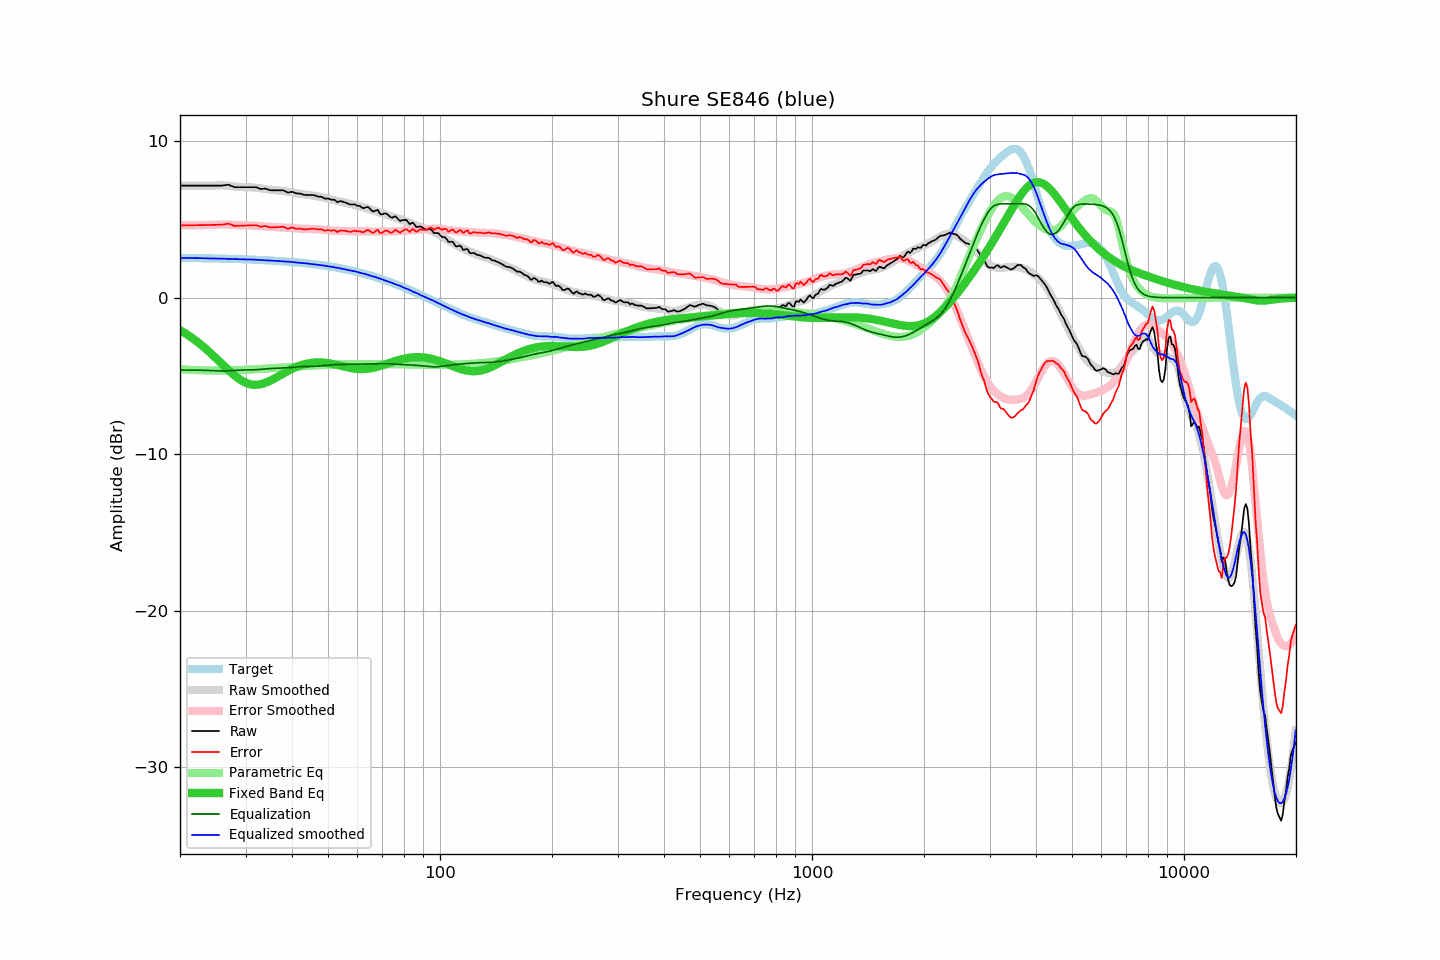 Shure SE846 (blue)
10
0
−10
−20
−30
Amplitude (dBr)
Target
Raw Smoothed
Error Smoothed
Raw
Error
Parametric Eq
Fixed Band Eq
Equalization
Equalized smoothed
100
1000
10000
Frequency (Hz)